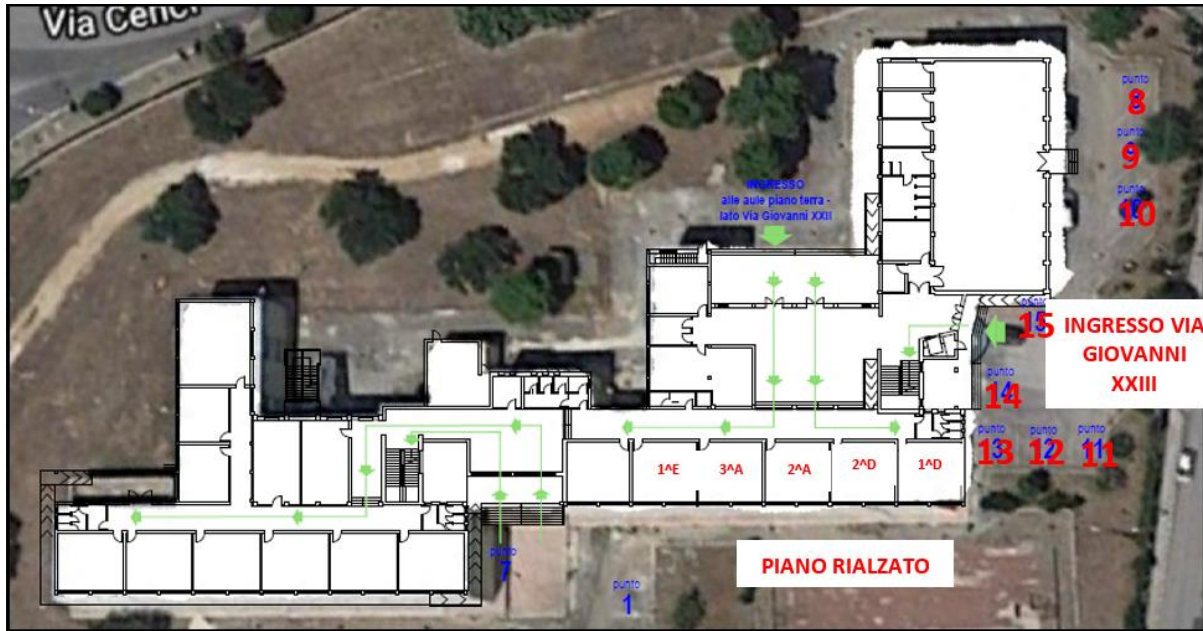 Via Cenci
punto
8
punto
9
punto
10
INGRESSO
alle aule piano terra -
lato Via Giovanni XXII
punto
15
INGRESSO VIA
GIOVANNI
XXIII
punto
14
punto
13
punto
12
punto
11
1^E
3^A
2^A
2^D
1^D
punto
7
punto
1
PIANO RIALZATO